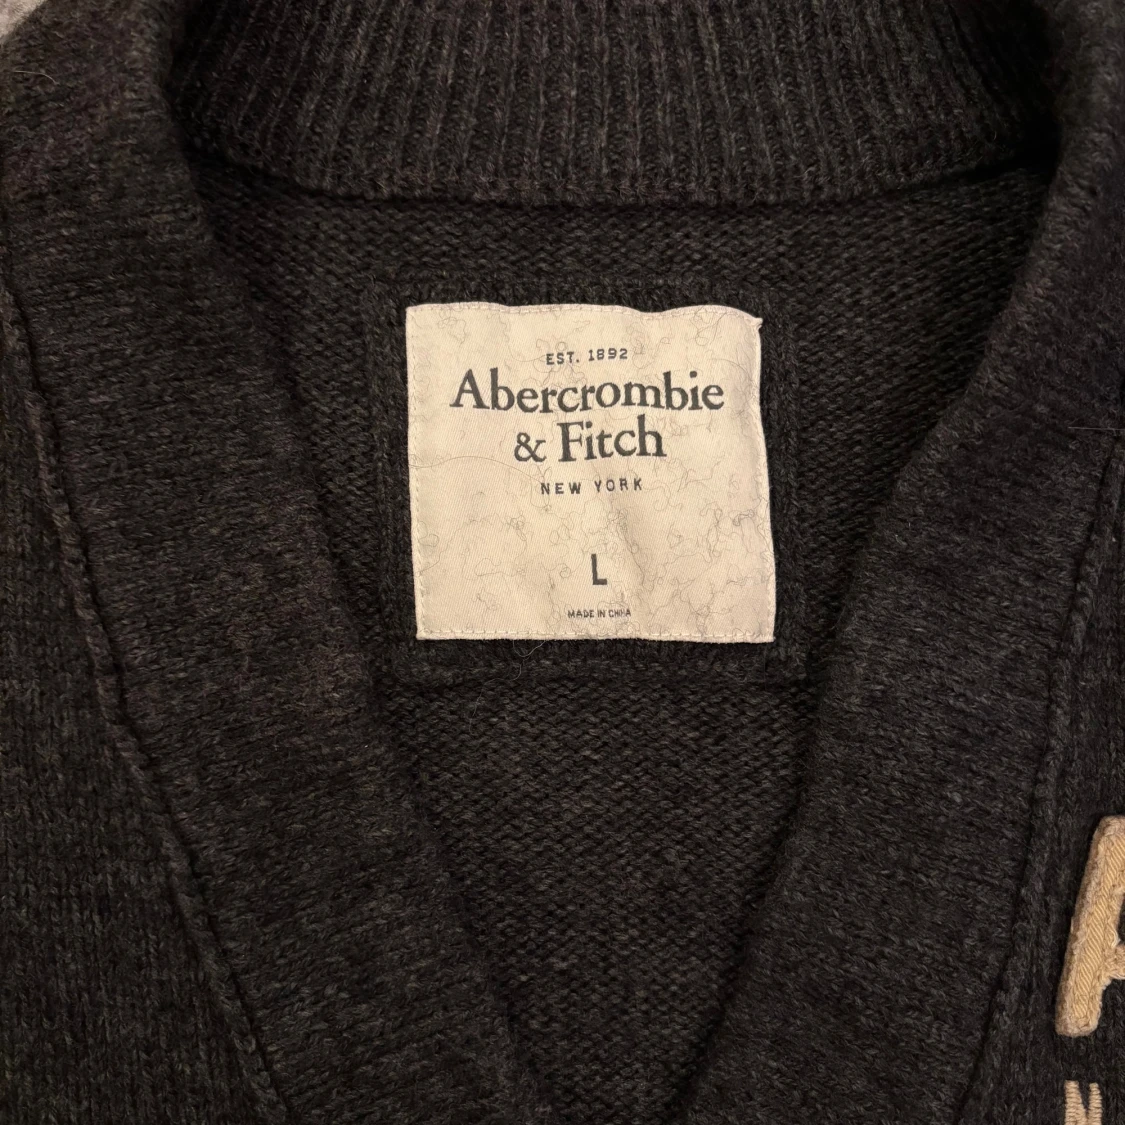 EST. 1892
Abercrombie
& Fitch
NEW YORK
L
MADE IN CHINA
A